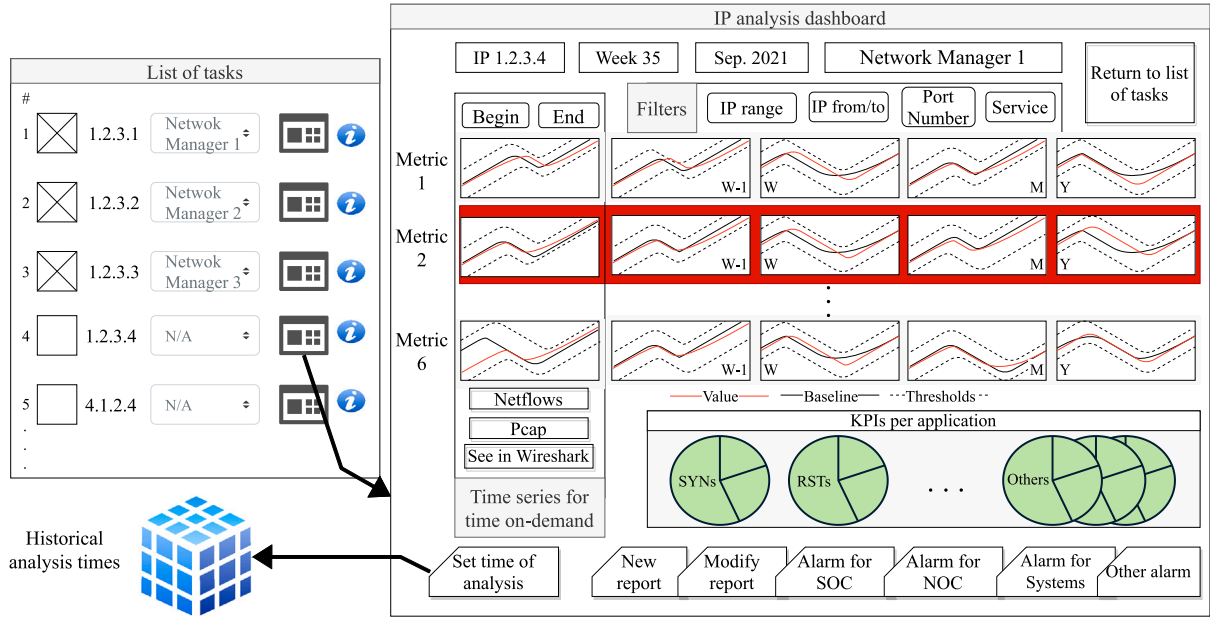 List of tasks
#
1
1.2.3.1
Netwok
Manager 1
2
1.2.3.2
Netwok
Manager 2
3
1.2.3.3
Netwok
Manager 3
4
1.2.3.4
N/A
5
4.1.2.4
N/A
.
.
.
Historical
analysis times
IP analysis dashboard
IP 1.2.3.4
Week 35
Sep. 2021
Network Manager 1
Return to list
of tasks
Begin
End
Filters
IP range
IP from/to
Port
Number
Service
Metric
1
W-1
W
M
Y
Metric
2
W-1
W
M
Y
Metric
6
W-1
W
M
Y
Netflows
Pcap
See in Wireshark
Time series for
time on-demand
Value
Baseline
Thresholds
KPIs per application
SYNs
RSTs
. . .
Others
Set time of
analysis
New
report
Modify
report
Alarm for
SOC
Alarm for
NOC
Alarm for
Systems
Other alarm